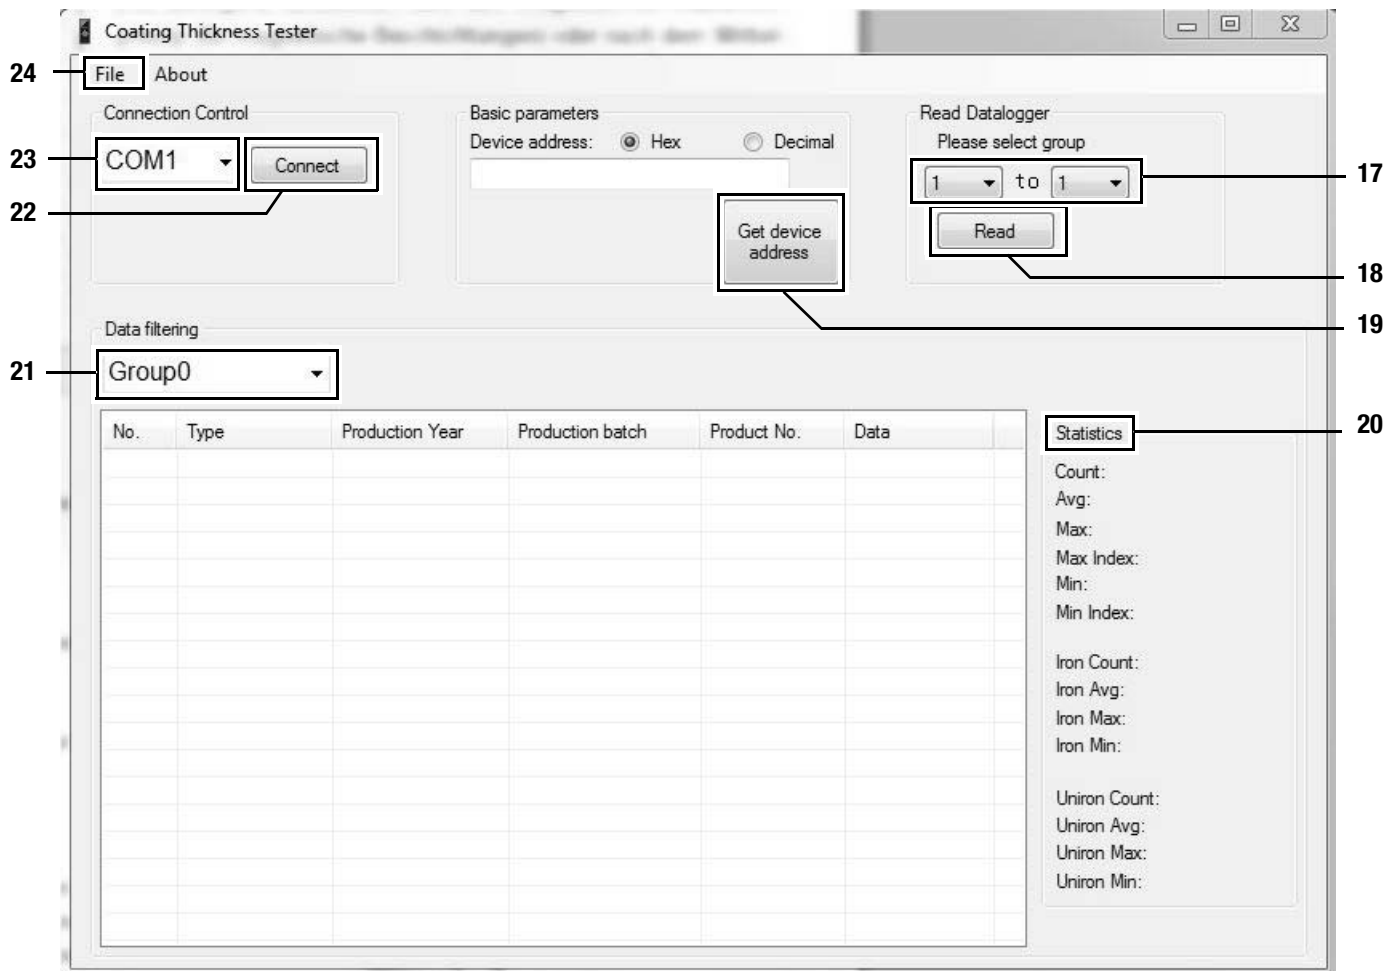 Coating Thickness Tester
24 File About
Connection Control Basic parameters Read Datalogger
Device address: Hex Decimal Please select group
23 COM1 Connect 1 to 1 17
22 Get device address Read 18
19
Data filtering
21 Group0
No. Type Production Year Production batch Product No. Data Statistics 20
Count:
Avg:
Max:
Max Index:
Min:
Min Index:
Iron Count:
Iron Avg:
Iron Max:
Iron Min:
Uniron Count:
Uniron Avg:
Uniron Max:
Uniron Min: